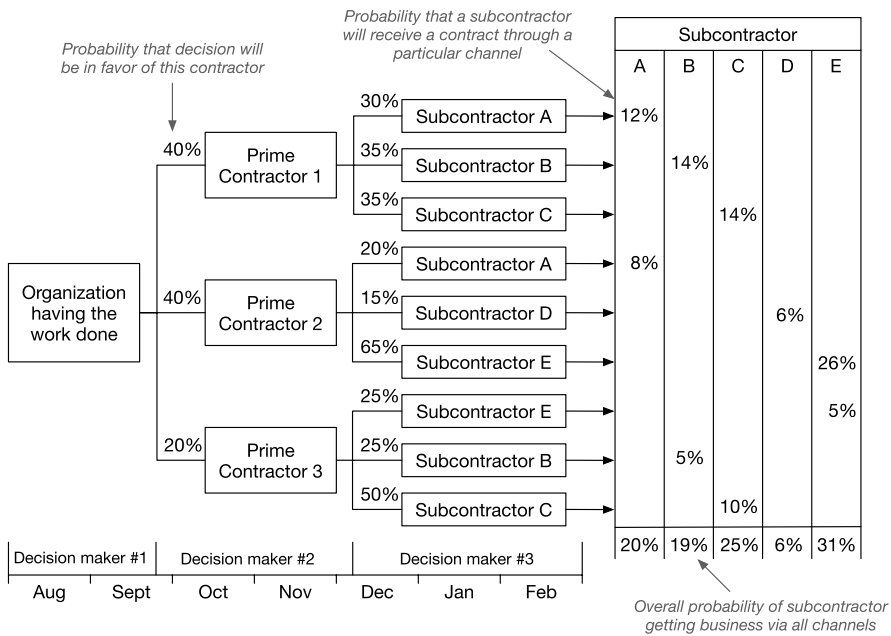 Probability that a subcontractor
will receive a contract through a
particular channel
Probability that decision will
be in favor of this contractor
Subcontractor
A B C D E
30% Subcontractor A 12%
40% Prime
Contractor 1
35% Subcontractor B 14%
35% Subcontractor C 14%
20% Subcontractor A 8%
Organization
having the
work done
40% Prime
Contractor 2
15% Subcontractor D 6%
65% Subcontractor E 26%
25% Subcontractor E 5%
20% Prime
Contractor 3
25% Subcontractor B 5%
50% Subcontractor C 10%
20% 19% 25% 6% 31%
Decision maker #1 Decision maker #2 Decision maker #3
Aug Sept Oct Nov Dec Jan Feb
Overall probability of subcontractor
getting business via all channels